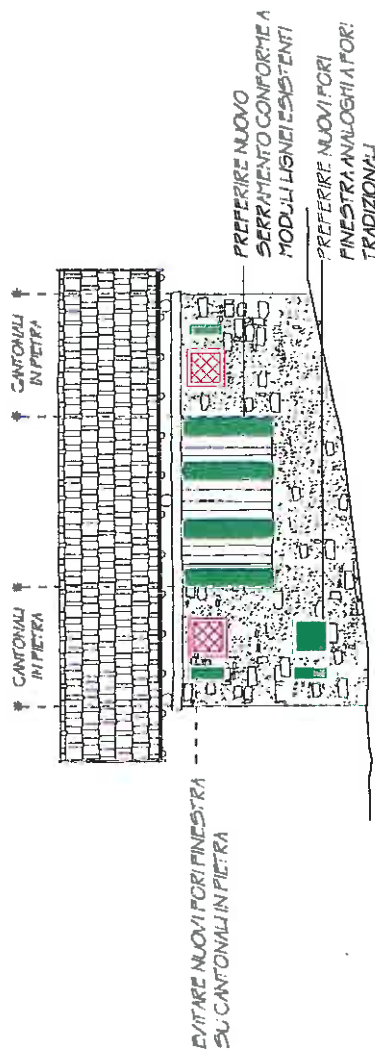 CANTONALI
IN PIETRA
CANTONALI
IN PIETRA
PREFERIRE NUOVO
SERRAMENTO CONFORME A
MODULI LIGNEI ESISTENTI
PREFERIRE NUOVI FORI
FINESTRA ANALOGHI A FORI
TRADIZIONALI
EVITARE NUOVI FORI FINESTRA
SU CANTONALI IN PIETRA